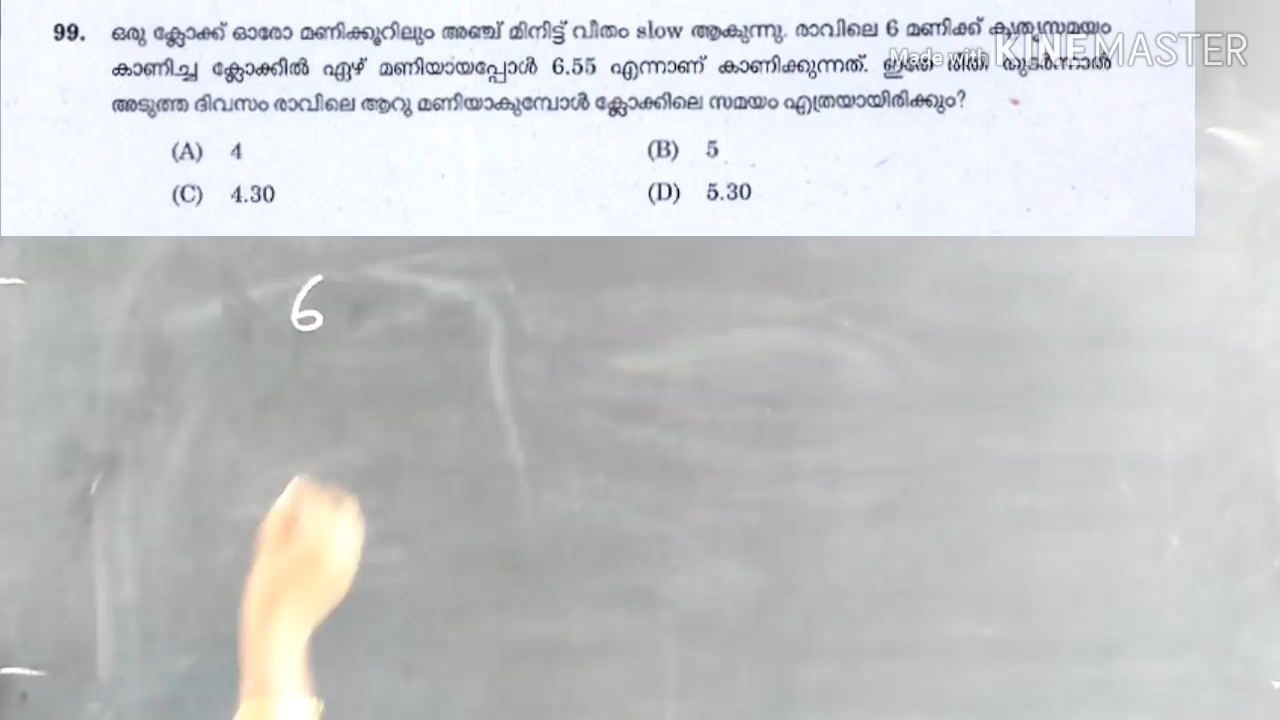 99. ഒരു ക്ലോക്ക് ഓരോ മണിക്കൂറിലും അഞ്ച് മിനിട്ട് വീതം slow ആകുന്നു. രാവിലെ 6 മണിക്ക് കൃത്യസമയം
Made with KINEMASTER
കാണിച്ച ക്ലോക്കിൽ ഏഴ് മണിയായപ്പോൾ 6.55 എന്നാണ് കാണിക്കുന്നത്.
അടുത്ത ദിവസം രാവിലെ ആറു മണിയാകുമ്പോൾ ക്ലോക്കിലെ സമയം എത്രയായിരിക്കും?
(A) 4 (B) 5
(C) 4.30 (D) 5.30
6